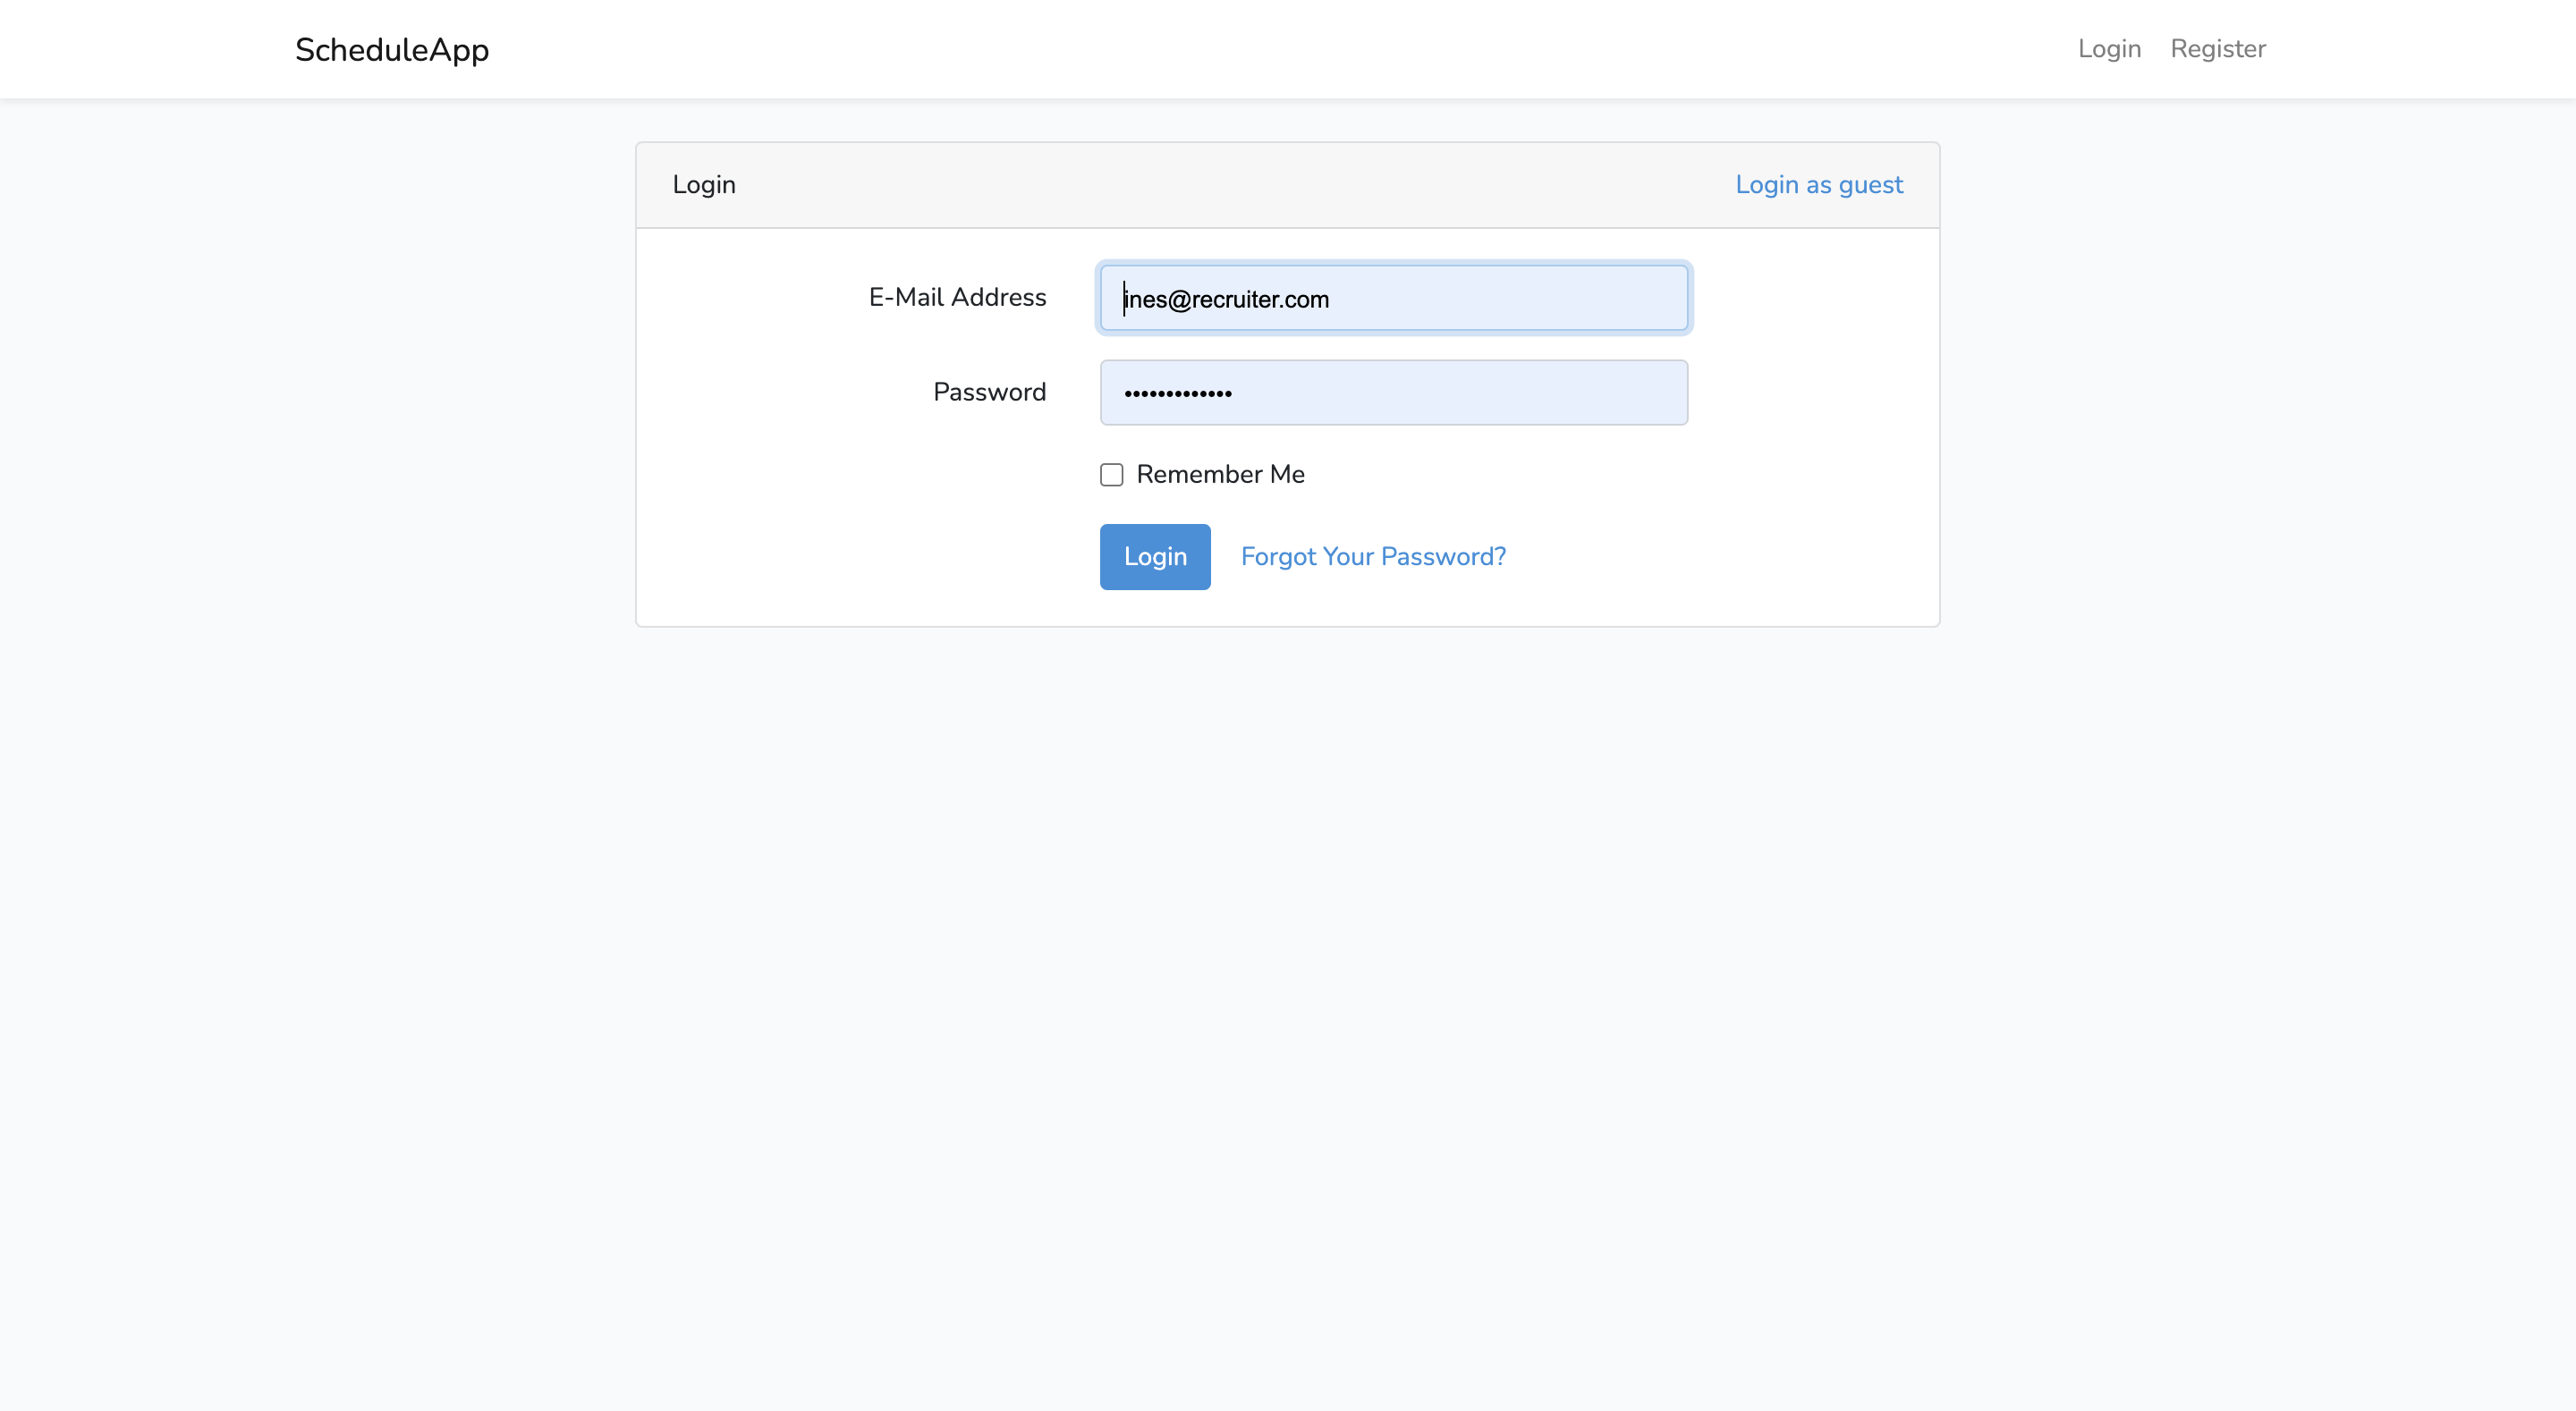 ScheduleApp Login Register
Login Login as guest
E-Mail Address ines@recruiter.com
Password •••••••••••••
Remember Me
Login Forgot Your Password?